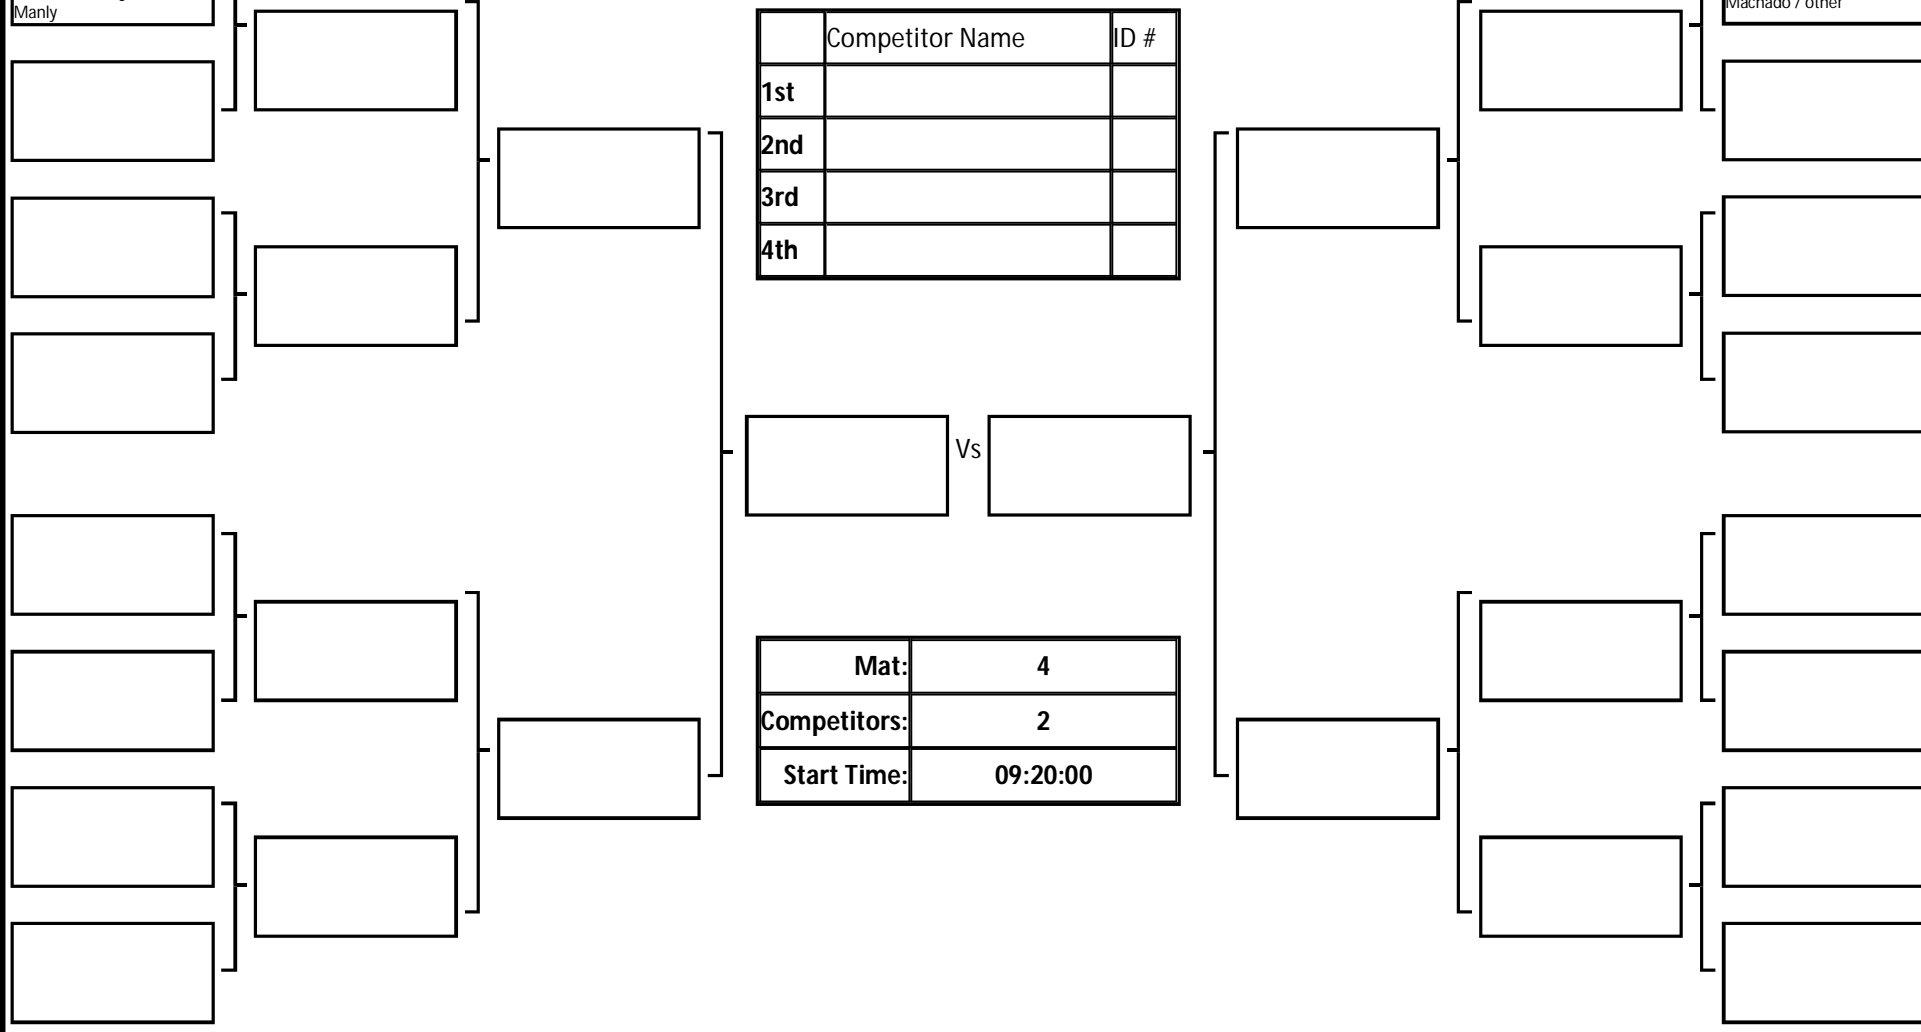 Manly
Machado / other
Competitor Name ID #
1st
2nd
3rd
4th
Vs
Mat: 4
Competitors: 2
Start Time: 09:20:00